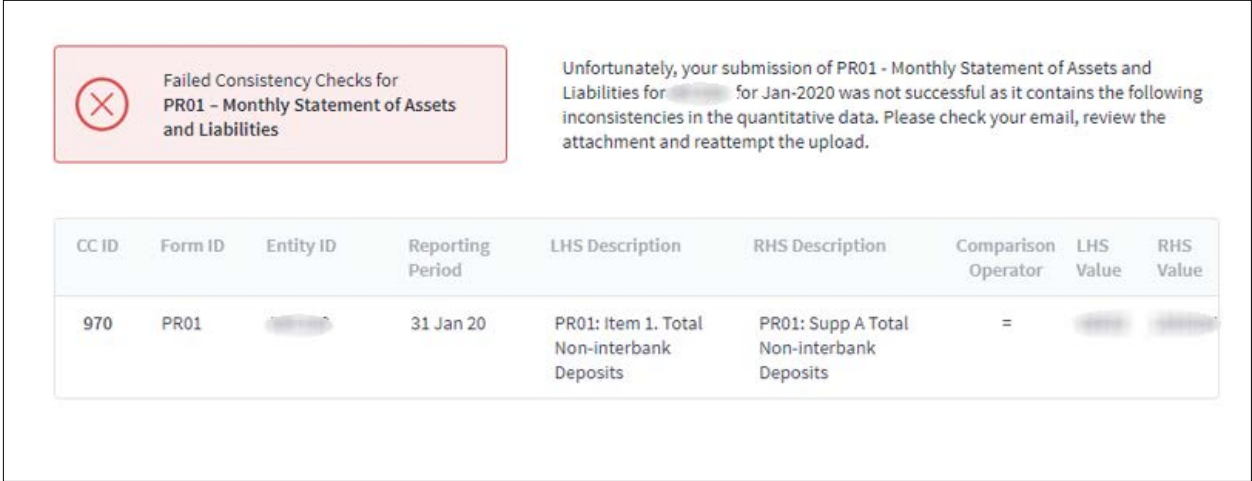 Failed Consistency Checks for
PR01 – Monthly Statement of Assets
and Liabilities
Unfortunately, your submission of PR01 - Monthly Statement of Assets and
Liabilities for for Jan-2020 was not successful as it contains the following
inconsistencies in the quantitative data. Please check your email, review the
attachment and reattempt the upload.
CC ID Form ID Entity ID Reporting Period LHS Description RHS Description Comparison Operator LHS Value RHS Value
970 PR01 31 Jan 20 PR01: Item 1. Total Non-interbank Deposits PR01: Supp A Total Non-interbank Deposits =